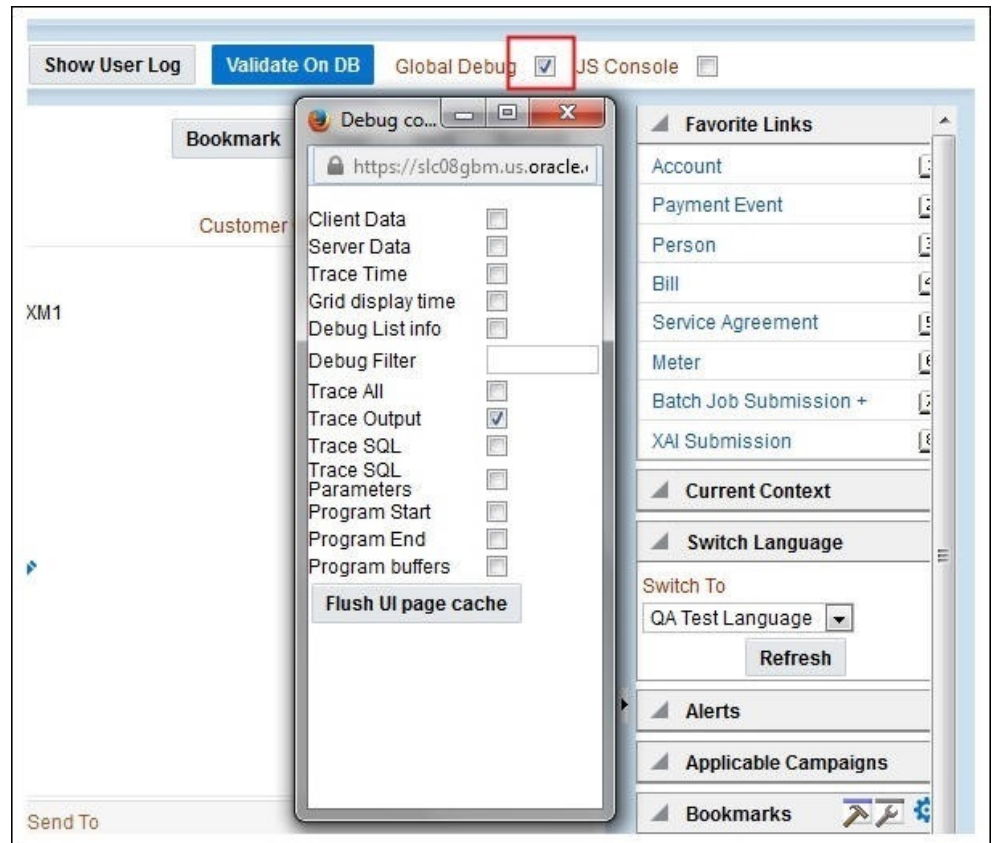 Show User Log
Validate On DB
Global Debug
JS Console
Bookmark
Customer
XM1
Send To
Debug co...
https://slc08gbm.us.oracle.
Client Data
Server Data
Trace Time
Grid display time
Debug List info
Debug Filter
Trace All
Trace Output
Trace SQL
Trace SQL
Parameters
Program Start
Program End
Program buffers
Flush UI page cache
Favorite Links
Account
Payment Event
Person
Bill
Service Agreement
Meter
Batch Job Submission +
XAI Submission
Current Context
Switch Language
Switch To
QA Test Language
Refresh
Alerts
Applicable Campaigns
Bookmarks